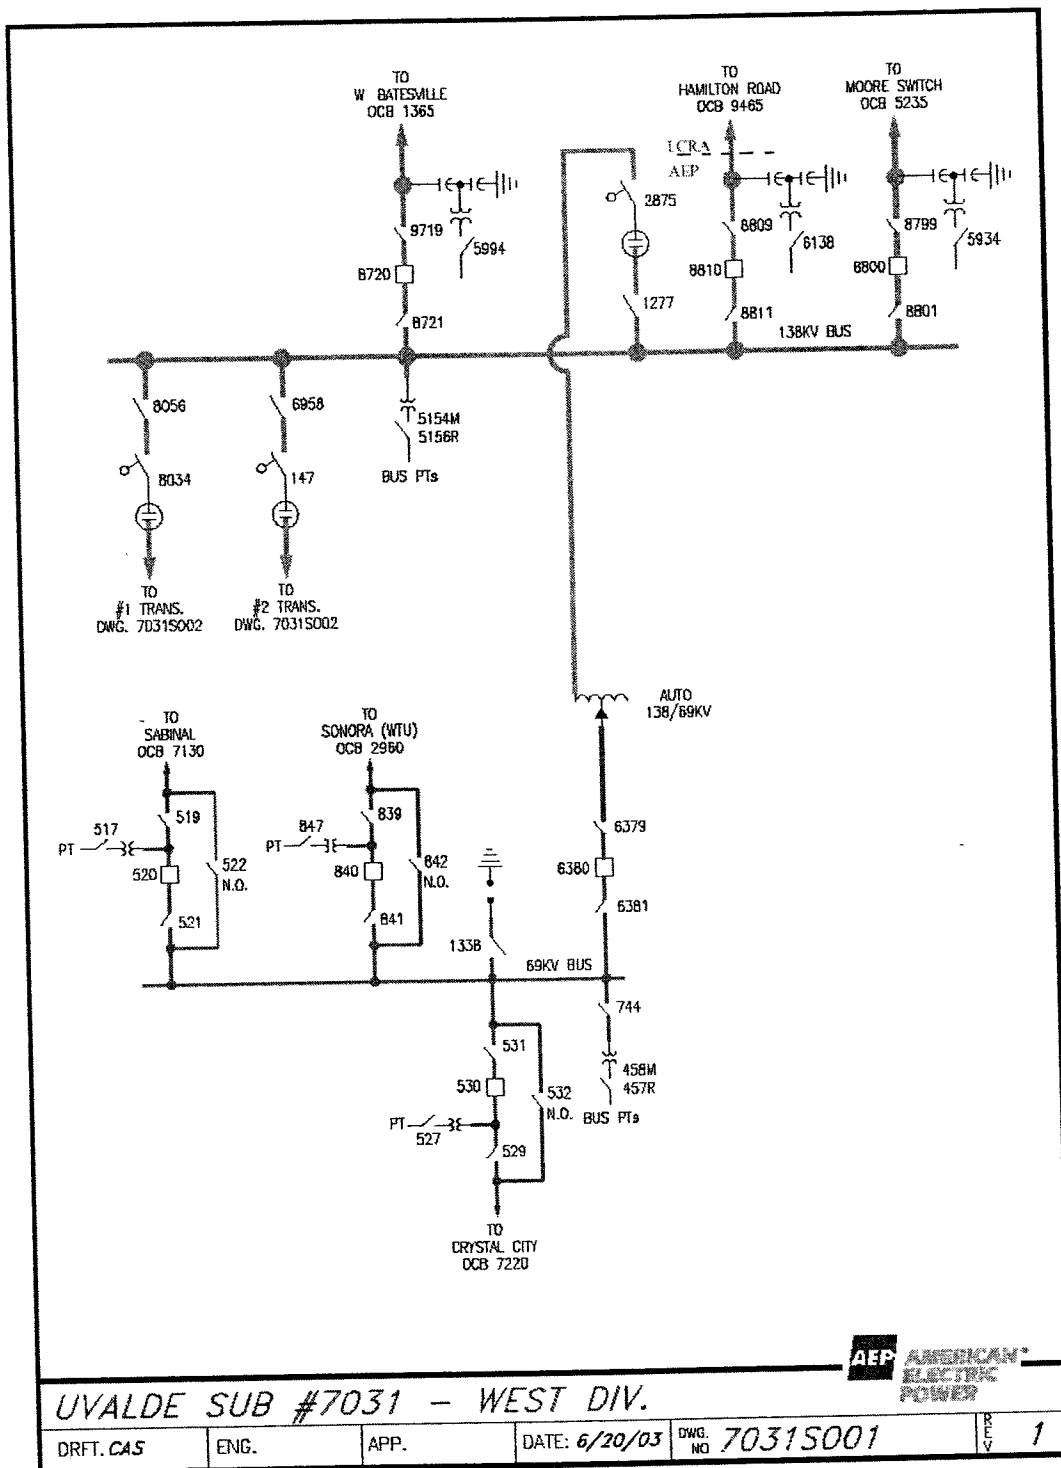 TO
W BATESVILLE
OCB 1365
TO
HAMILTON ROAD
OCB 9465
TO
MOORE SWITCH
OCB 5235
LCRA
AEP
2875
9719
5994
8720
8721
1277
8809
6138
8810
8811
8799
5934
8800
8801
138KV BUS
8056
6958
5154M
5156R
BUS PTs
8034
147
TO
#1 TRANS.
DWG. 7031S002
TO
#2 TRANS.
DWG. 7031S002
AUTO
138/69KV
TO
SABINAL
OCB 7130
TO
SONORA (WTU)
OCB 2960
517
519
PT
520
522
N.O.
521
847
839
PT
840
842
N.O.
841
6379
6380
6381
133B
69KV BUS
744
531
530
532
N.O.
458M
457R
BUS PTs
PT
527
529
TO
CRYSTAL CITY
OCB 7220
AEP AMERICAN
ELECTRIC
POWER
UVALDE SUB #7031 - WEST DIV.
DRFT. CAS
ENG.
APP.
DATE: 6/20/03
DWG.
NO 7031S001
REV 1